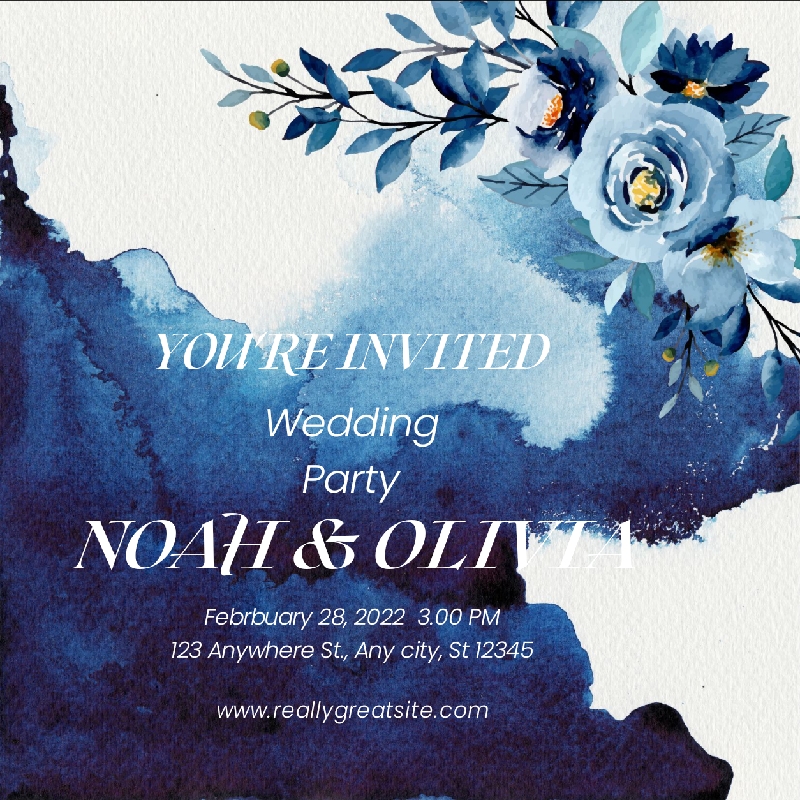 YOU'RE INVITED
Wedding
Party
NOAH & OLIVIA
Febrbuary 28, 2022 3.00 PM
123 Anywhere St., Any city, St 12345
www.reallygreatsite.com